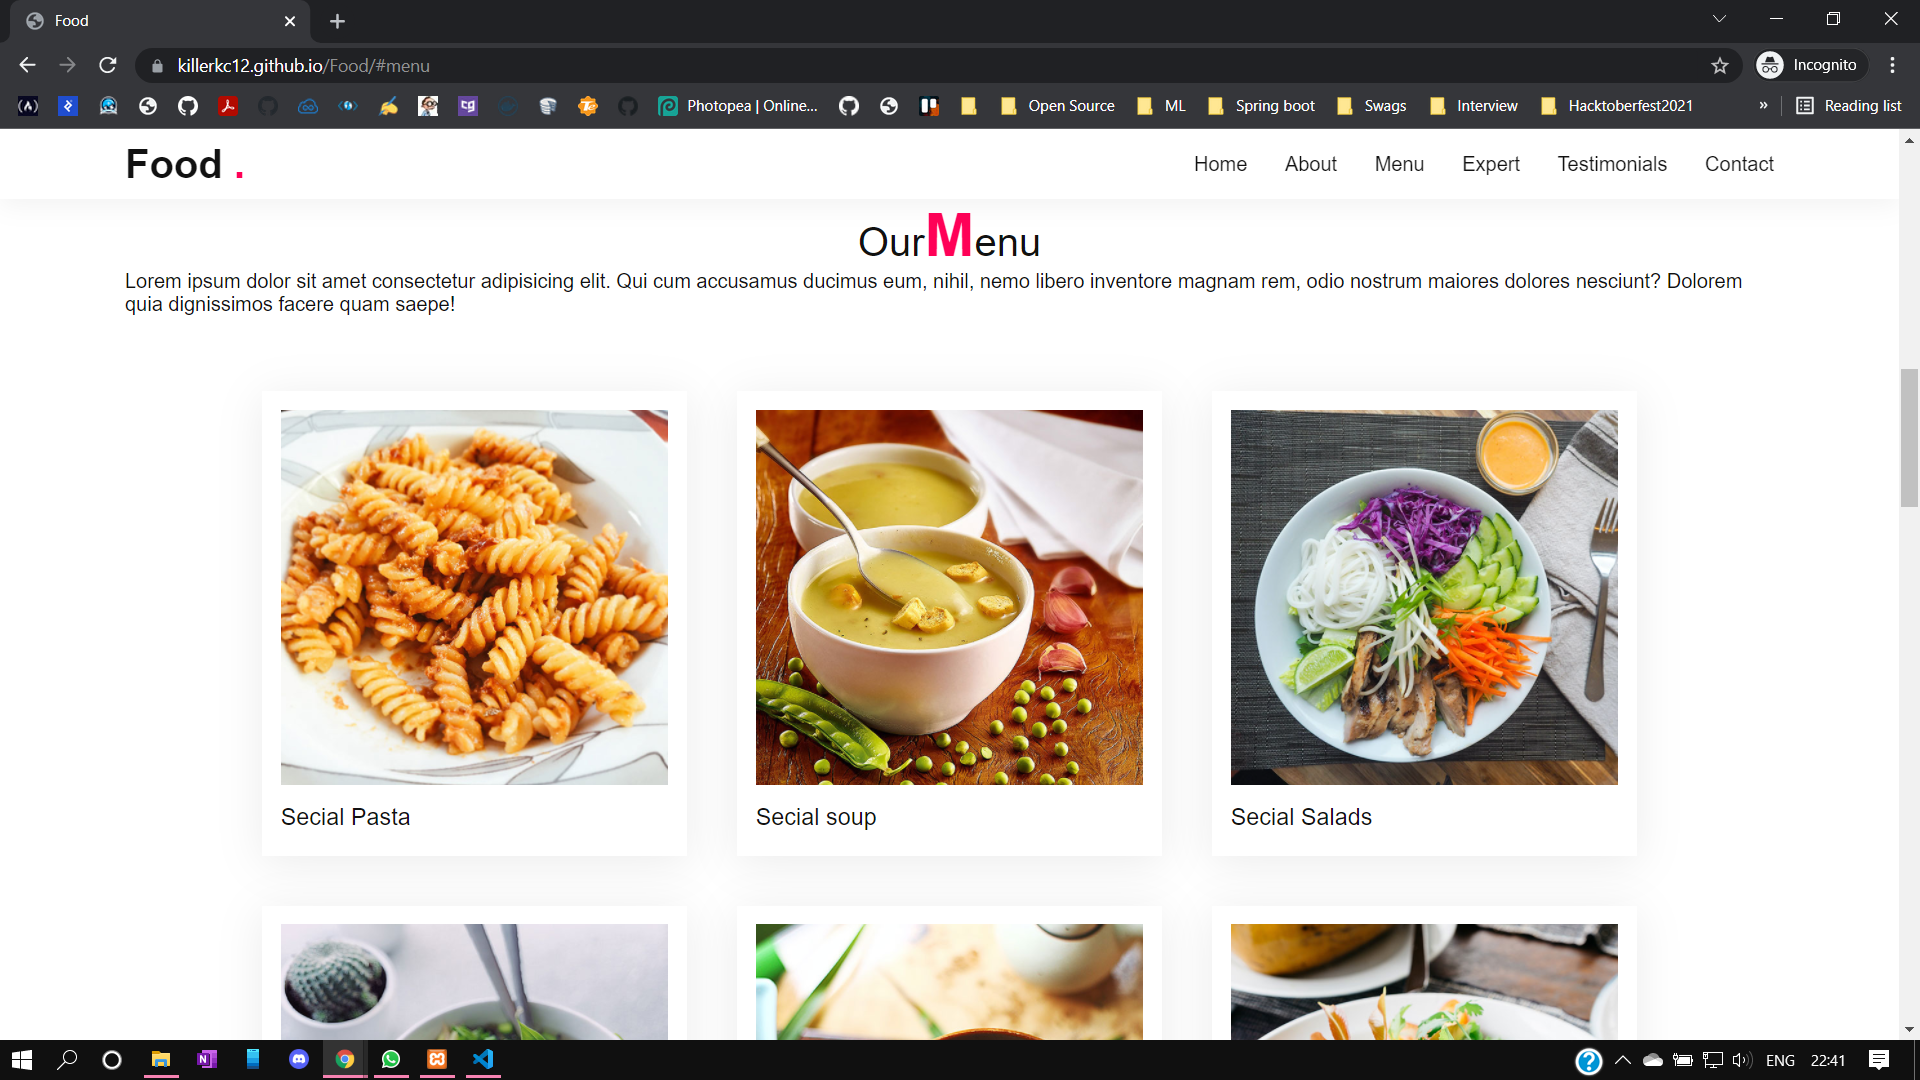 Food
killerkc12.github.io/Food/#menu
Incognito
Photopea | Online...
Open Source
ML
Spring boot
Swags
Interview
Hacktoberfest2021
»
Reading list
Food .
Home
About
Menu
Expert
Testimonials
Contact
OurMenu
Lorem ipsum dolor sit amet consectetur adipisicing elit. Qui cum accusamus ducimus eum, nihil, nemo libero inventore magnam rem, odio nostrum maiores dolores nesciunt? Dolorem
quia dignissimos facere quam saepe!
Secial Pasta
Secial soup
Secial Salads
ENG
22:41